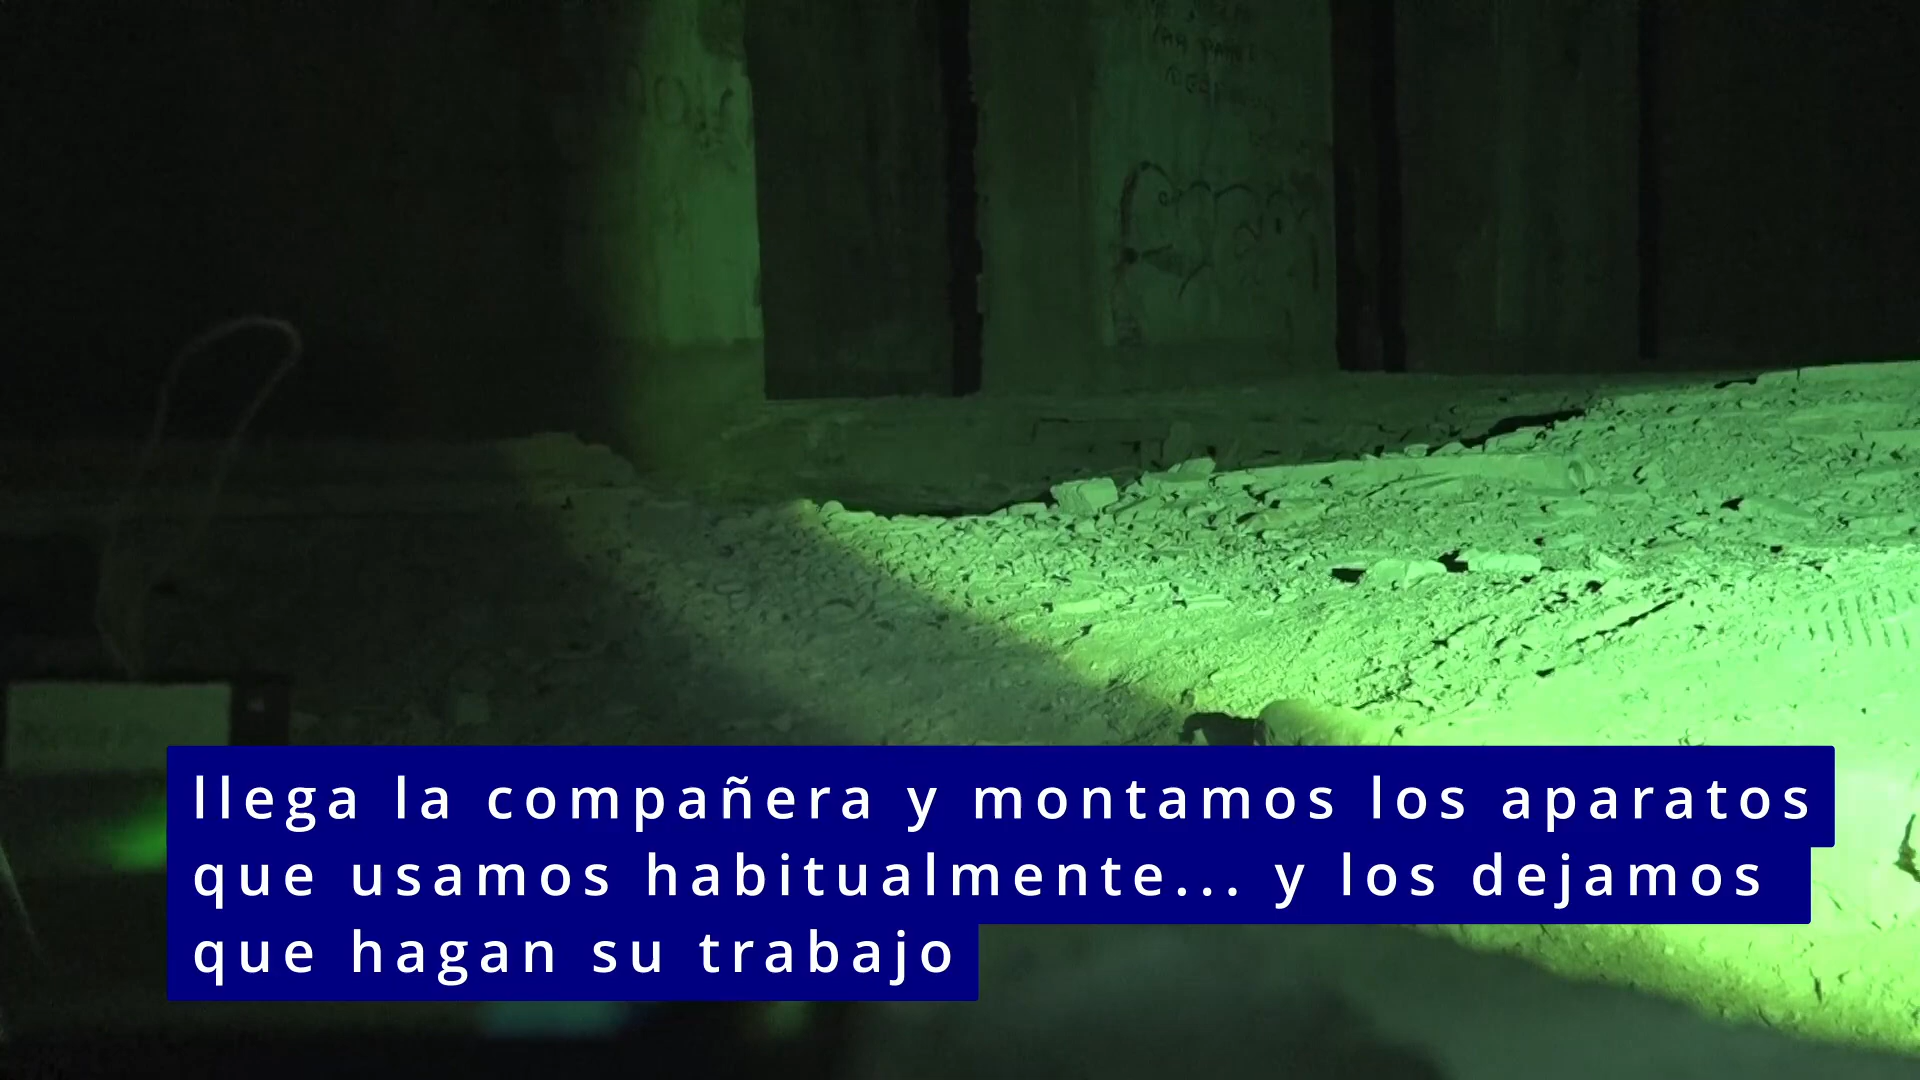 llega la compañera y montamos los aparatos
que usamos habitualmente... y los dejamos
que hagan su trabajo